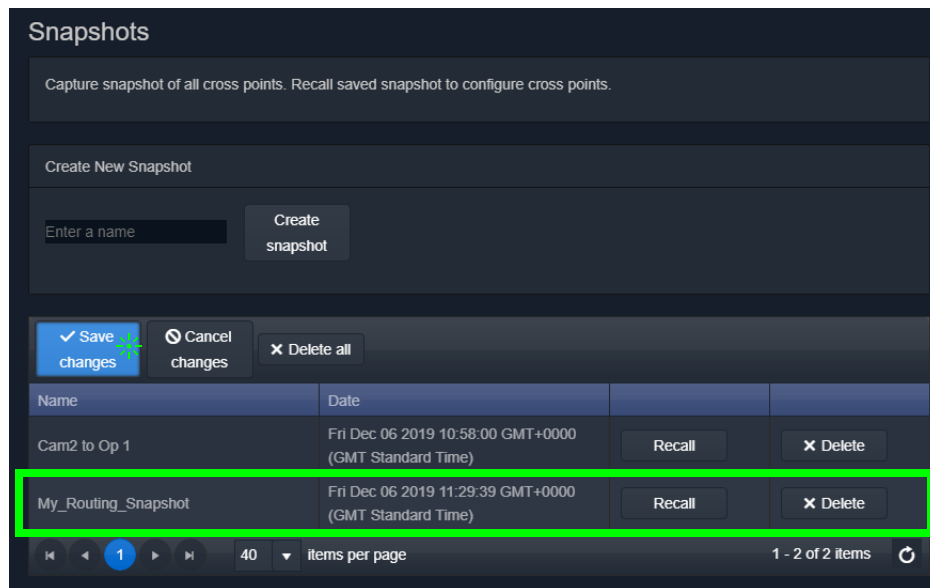 Snapshots
Capture snapshot of all cross points. Recall saved snapshot to configure cross points.
Create New Snapshot
Enter a name
Create
snapshot
Save
changes
Cancel
changes
Delete all
Name Date
Cam2 to Op 1
Fri Dec 06 2019 10:58:00 GMT+0000
(GMT Standard Time)
Recall
Delete
My_Routing_Snapshot
Fri Dec 06 2019 11:29:39 GMT+0000
(GMT Standard Time)
Recall
Delete
1 40 items per page 1 - 2 of 2 items